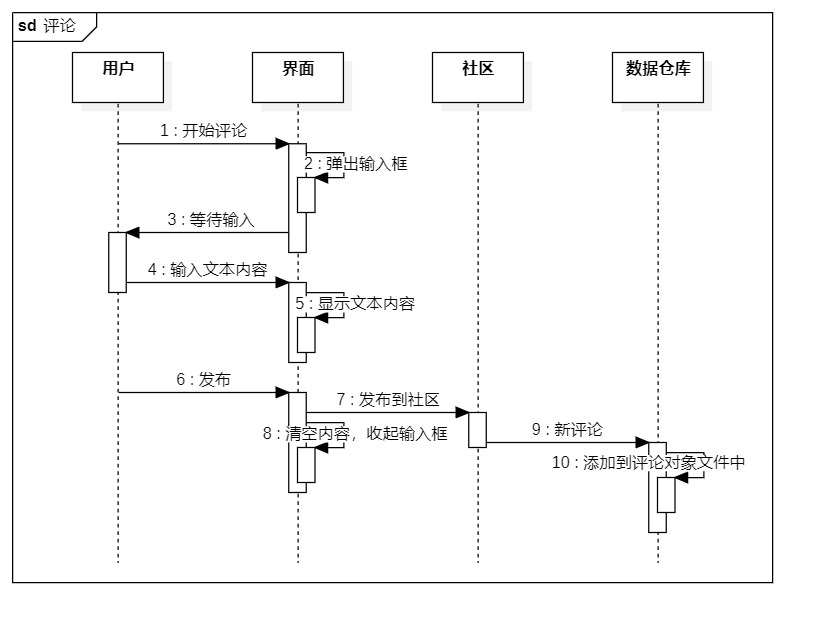 sd 评论
用户
界面
社区
数据仓库
1 : 开始评论
2 : 弹出输入框
3 : 等待输入
4 : 输入文本内容
5 : 显示文本内容
6 : 发布
7 : 发布到社区
8 : 清空内容，收起输入框
9 : 新评论
10 : 添加到评论对象文件中